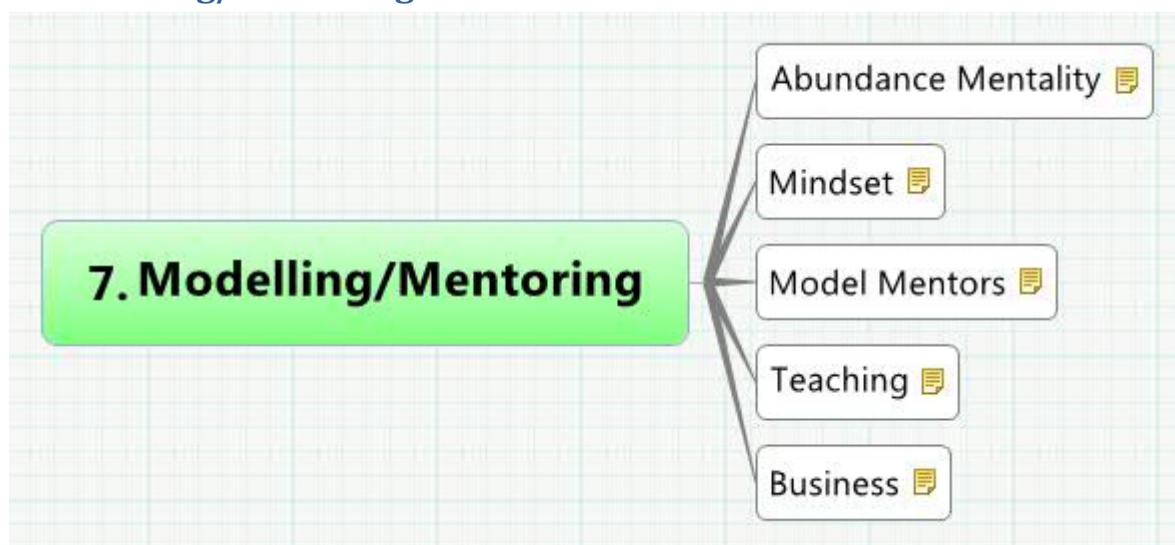 7. Modelling/Mentoring
Abundance Mentality
Mindset
Model Mentors
Teaching
Business